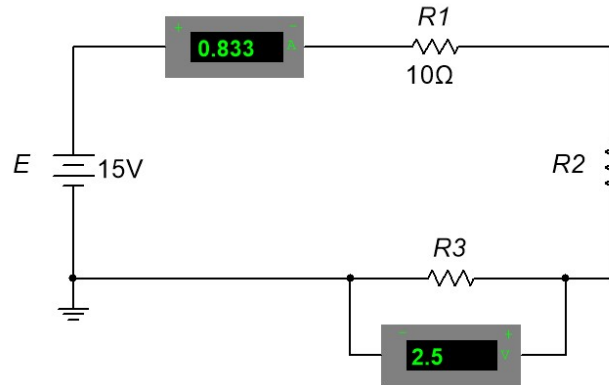 R1
+ -
0.833 A
10Ω
E 15V R2
R3
- +
2.5 V